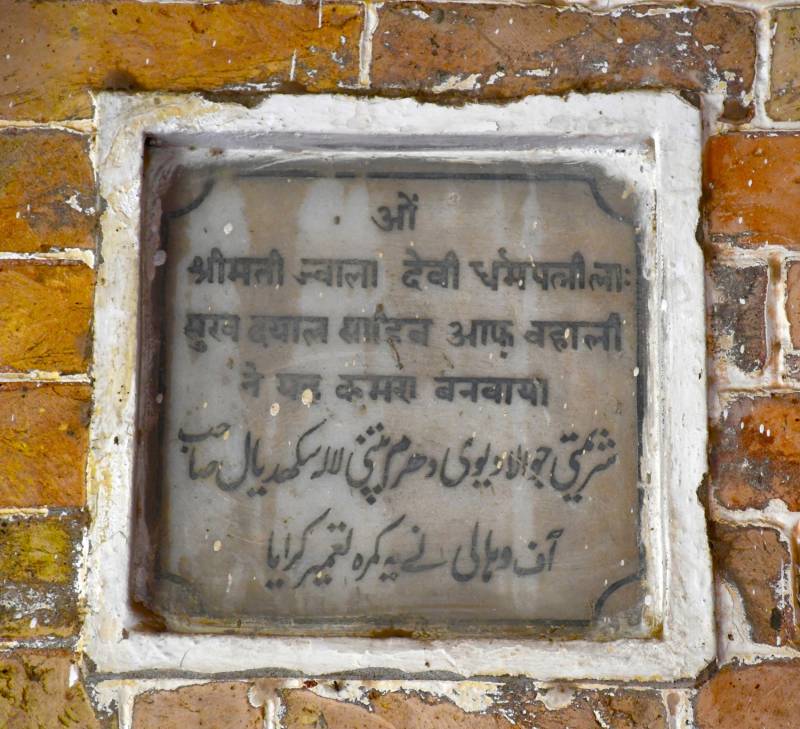 ओं
श्रीमती ज्वाला देवी धर्मपत्नी ला:
सुख दयाल साहिब आफ वहाली
ने यह कमरा बनवाया
شریمتی جوالا دیوی دھرم پتنی لالہ سکھدیال صاحب
آف وہالی نے یہ کمرہ تعمیر کرایا